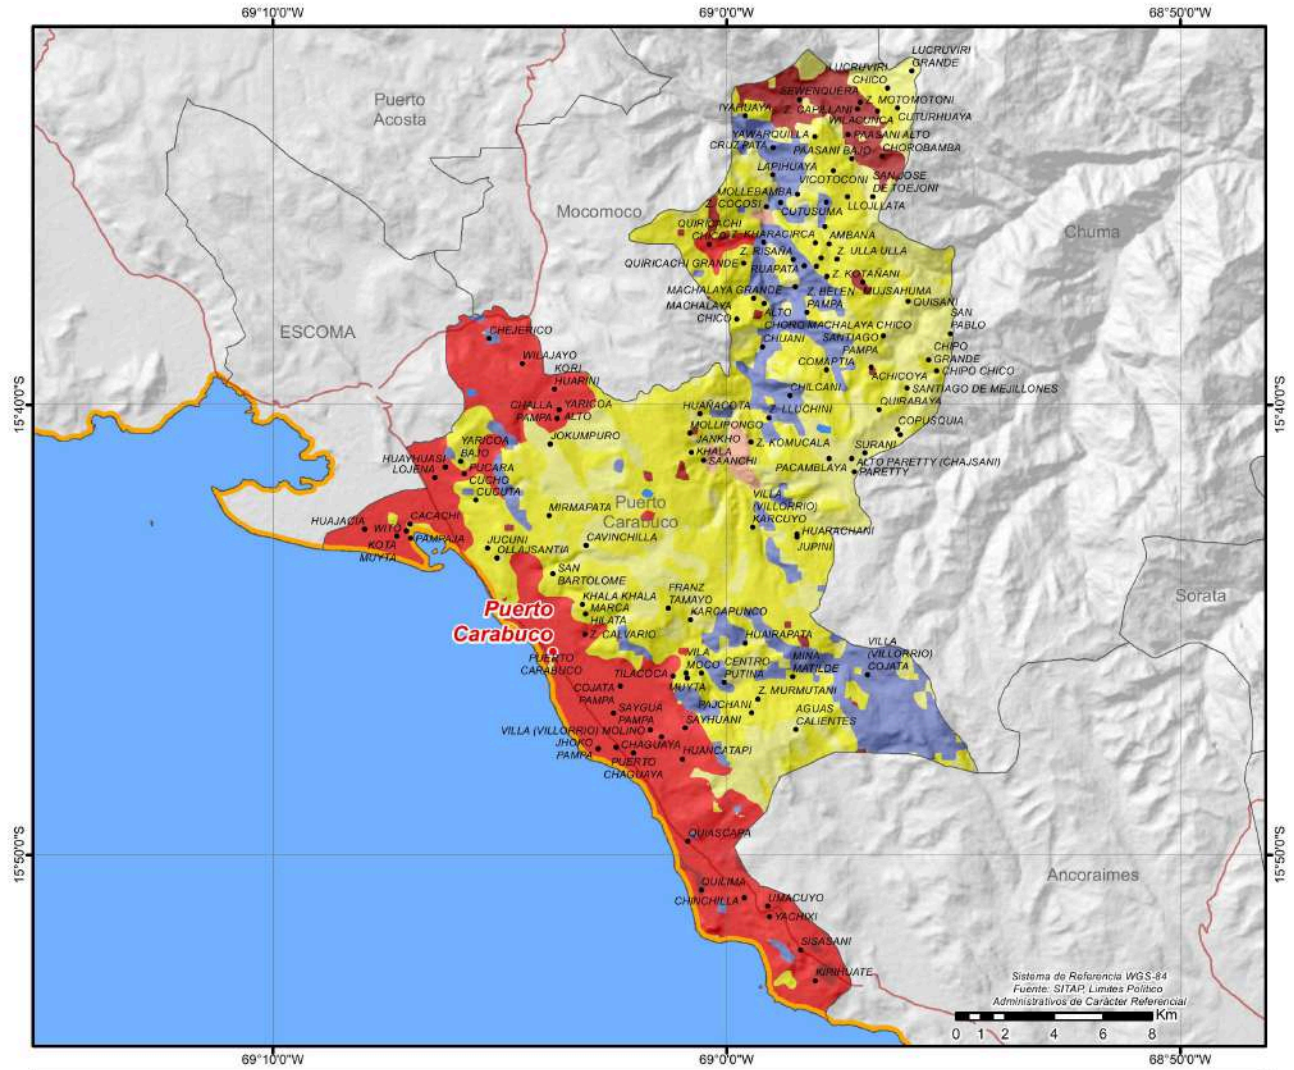 69°10'0"W
69°0'0"W
68°50'0"W
LUCRUVIRI
GRANDE
LUCRUVIRI
CHICO
Puerto
Acosta
SEWENQUERA
Z. MOTOMOTONI
IYAHUAYA
Z. CAPILLANI
CUTURHUAYA
WILACUNCA
YAWARQUILLA
PAASANI ALTO
CRUZ PATA
PAASANI BAJO
CHOROBAMBA
LAPIHUAYA
VICOTOCONI
SAN JOSE
DE TOEJONI
MOLLEBAMBA
Z. COCOSI
CUTUSUMA
LLOJLLATA
Mocomoco
Chuma
QUIRICACHI
CHICO
Z. KHARACIRCA
AMBANA
Z. RISAÑA
Z. ULLA ULLA
QUIRICACHI GRANDE
RUAPATA
Z. KOTAÑANI
MACHALAYA GRANDE
Z. BELEN
PAMPA
MUJSAHUMA
QUISANI
MACHALAYA
CHICO
ALTO
SAN
PABLO
ESCOMA
CHEJERICO
CHORO MACHALAYA CHICO
CHUANI
SANTIAGO
PAMPA
CHIPO
GRANDE
WILAJAYO
COMAPTIA
CHIPO CHICO
KORI
HUARINI
ACHICOYA
SANTIAGO DE MEJILLONES
CHILCANI
15°40'0"S
15°40'0"S
CHALLA
PAMPA
YARICOA
ALTO
HUAÑACOTA
Z. LLUCHINI
QUIRABAYA
MOLLIPONGO
COPUSQUIA
JOKUMPURO
JANKHO
KHALA
Z. KOMUCALA
SURANI
YARICOA
BAJO
HUAYHUASI
LOJENA
SAANCHI
PACAMBLAYA
ALTO PARETTY (CHAJSANI)
PARETTY
PUCARA
CUCHO
CUCUTA
Puerto
Carabuco
VILLA
(VILLORRIO)
KARCUYO
MIRMAPATA
HUAJACIA
CACACHI
WITO
HUARACHANI
KOTA
MUYTA
PAMPAJA
JUCUNI
CAVINCHILLA
JUPINI
OLLAJSANTIA
SAN
BARTOLOME
FRANZ
TAMAYO
Sorata
KHALA KHALA
MARCA
HILATA
KARCAPUNCO
Puerto
Carabuco
Z. CALVARIO
HUAIRAPATA
VILLA
(VILLORRIO)
COJATA
PUERTO
CARABUCO
VILA
MOCO
CENTRO
PUTINA
MINA
MATILDE
TILACOCA
MUYTA
COJATA
PAMPA
Z. MURMUTANI
PAJCHANI
SAYGUA
PAMPA
AGUAS
CALIENTES
SAYHUANI
VILLA (VILLORRIO) MOLINO
JHOKO
PAMPA
CHAGUAYA
HUANCATAPI
PUERTO
CHAGUAYA
QUIASCAPA
15°50'0"S
15°50'0"S
Ancoraimes
QUILIMA
CHINCHILLA
UMACUYO
YACHIXI
SISASANI
KIPIHUATE
Sistema de Referencia WGS-84
Fuente: SITAP, Limites Politico
Administrativos de Carácter Referencial
Km
0 1 2 4 6 8
69°10'0"W
69°0'0"W
68°50'0"W